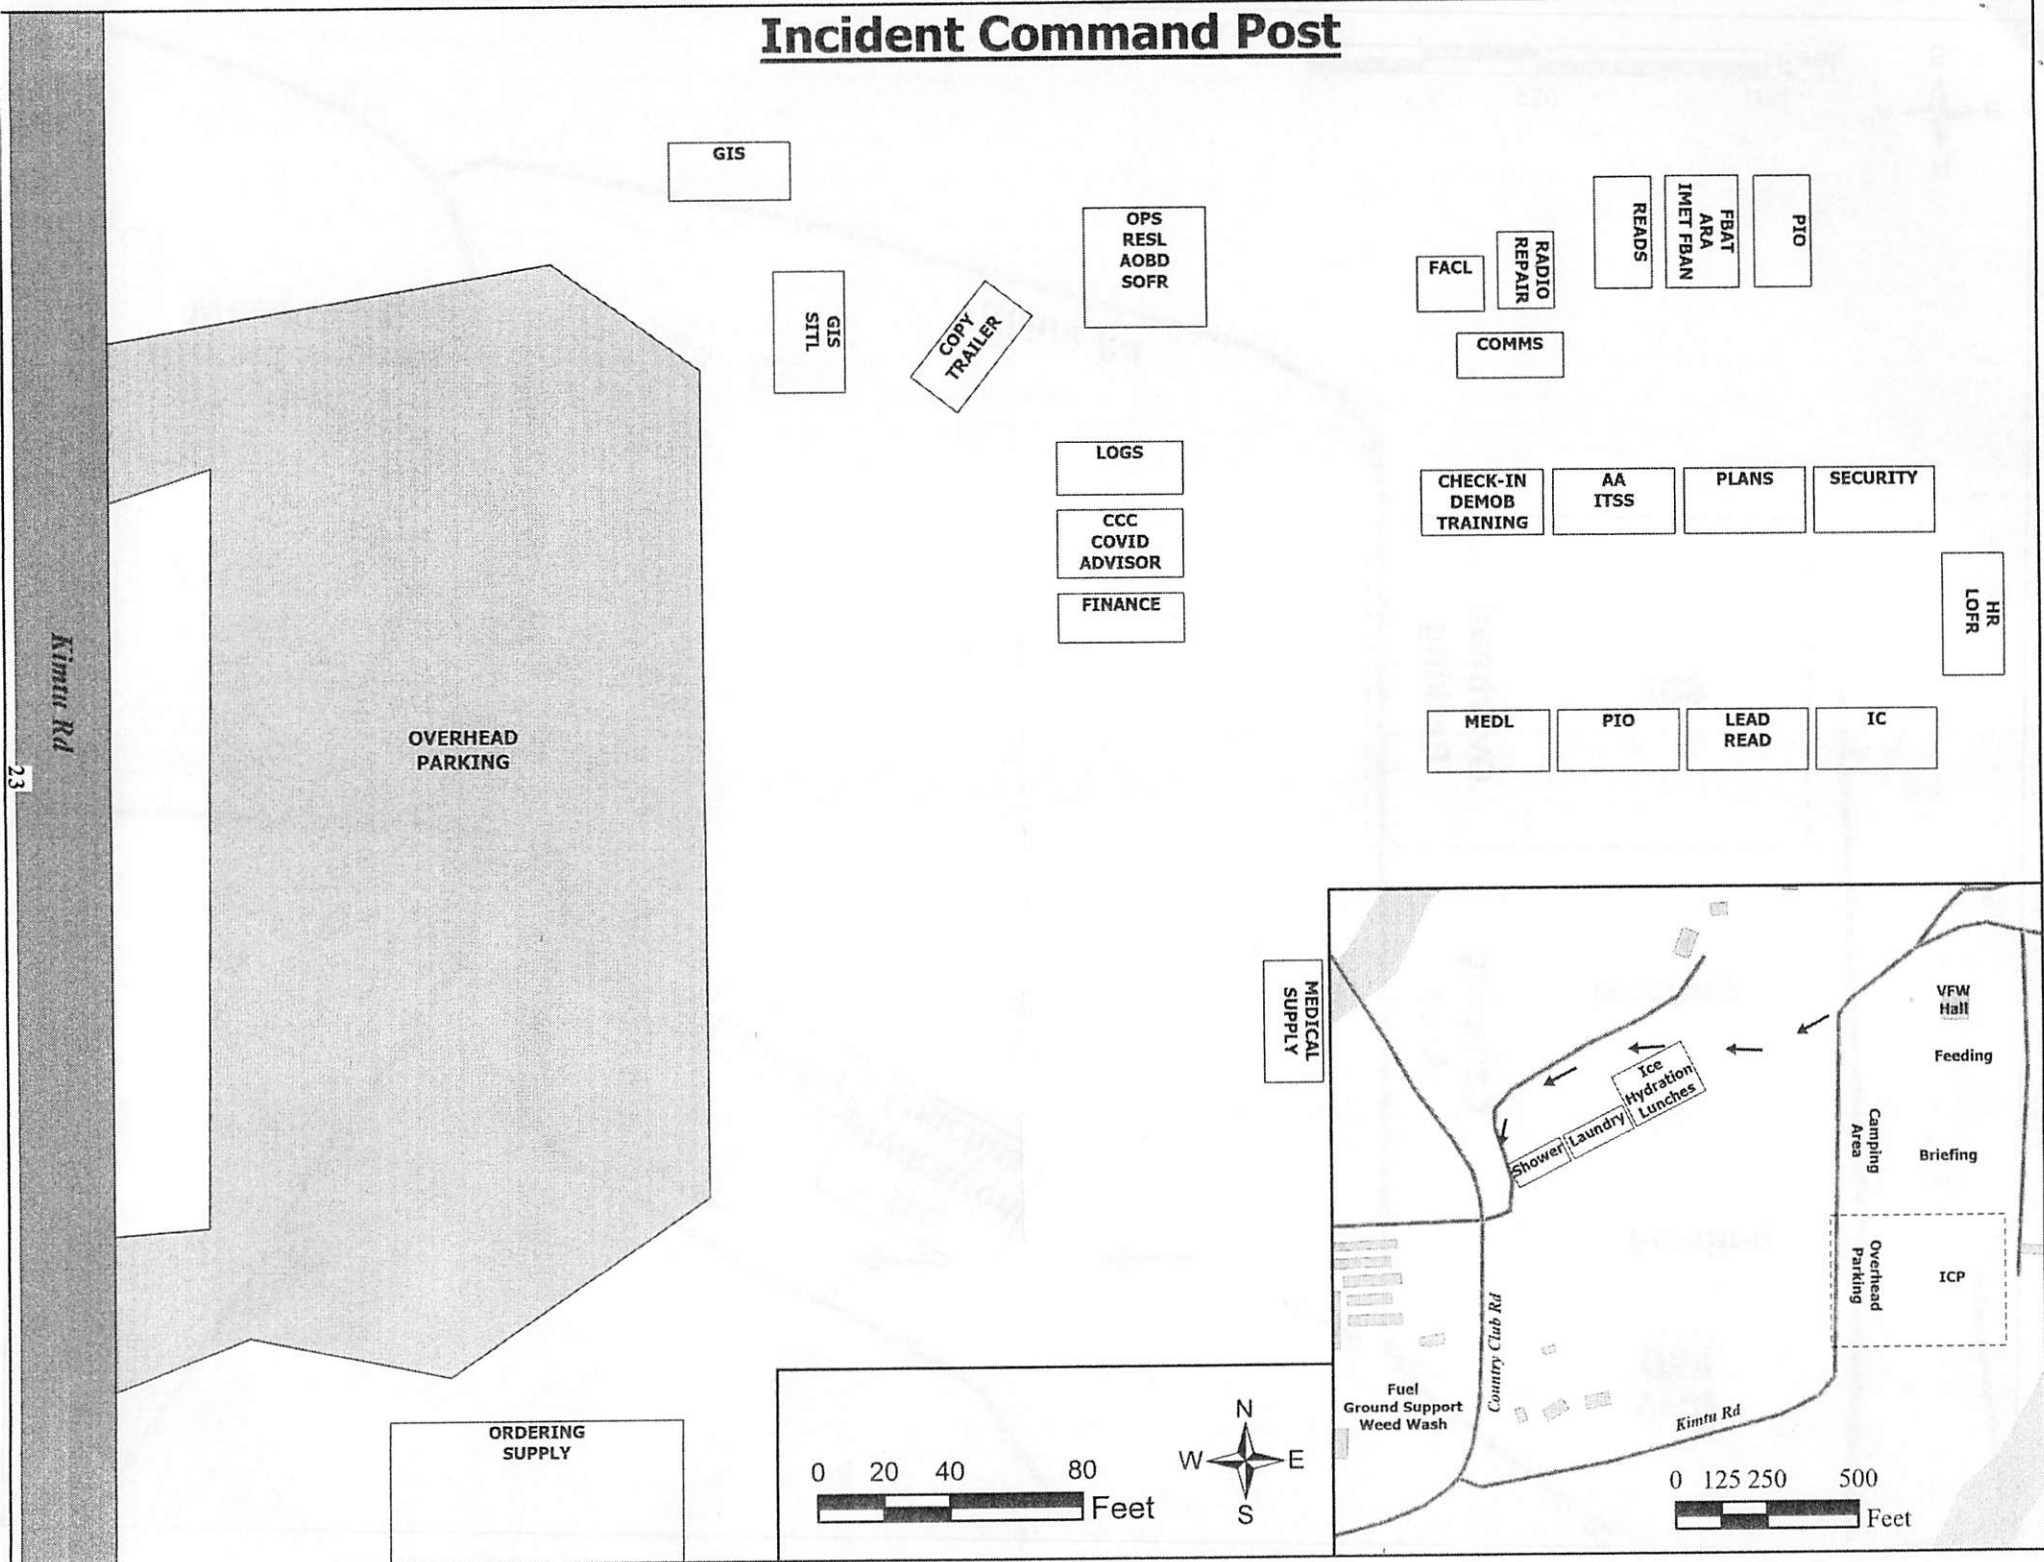 Incident Command Post
GIS
GIS
SITL
COPY
TRAILER
OPS
RESL
AOBD
SOFR
FACL
RADIO
REPAIR
COMMS
READS
FBAT
ARA
IMET FBAN
PIO
LOGS
CCC
COVID
ADVISOR
FINANCE
CHECK-IN
DEMOB
TRAINING
AA
ITSS
PLANS
SECURITY
HR
LOFR
MEDL
PIO
LEAD
READ
IC
Kimtu Rd
23
OVERHEAD
PARKING
MEDICAL
SUPPLY
ORDERING
SUPPLY
0 20 40 80
Feet
N
W E
S
VFW
Hall
Feeding
Ice
Hydration
Lunches
Laundry
Shower
Camping
Area
Briefing
Overhead
Parking
ICP
Country Club Rd
Fuel
Ground Support
Weed Wash
Kimtu Rd
0 125 250 500
Feet